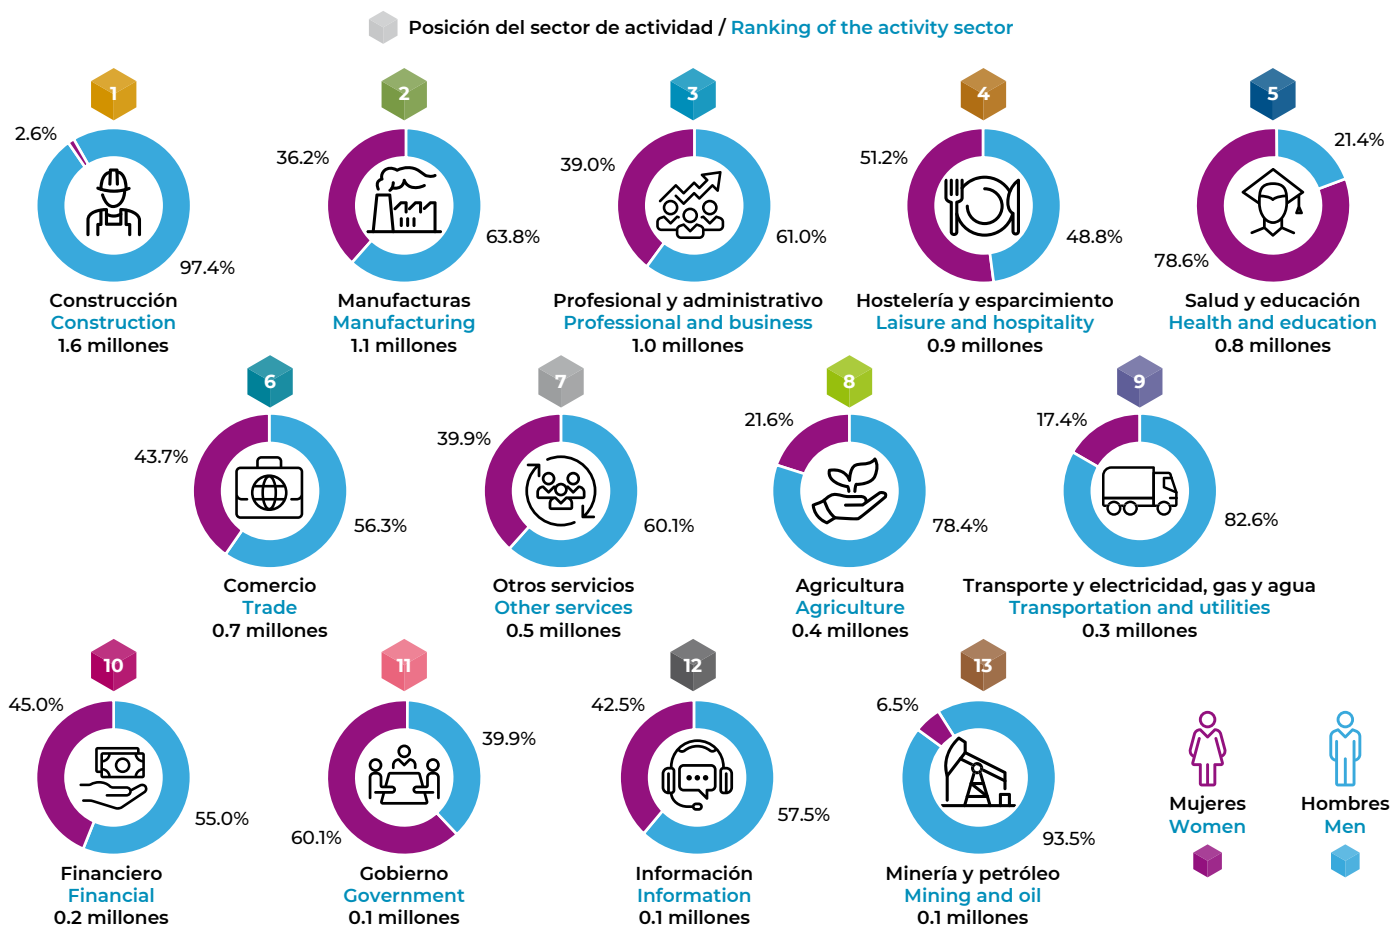 Posición del sector de actividad / Ranking of the activity sector
1
2.6%
97.4%
Construcción
Construction
1.6 millones
2
36.2%
63.8%
Manufacturas
Manufacturing
1.1 millones
3
39.0%
61.0%
Profesional y administrativo
Professional and business
1.0 millones
4
51.2%
48.8%
Hostelería y esparcimiento
Laisure and hospitality
0.9 millones
5
21.4%
78.6%
Salud y educación
Health and education
0.8 millones
6
43.7%
56.3%
Comercio
Trade
0.7 millones
7
39.9%
60.1%
Otros servicios
Other services
0.5 millones
8
21.6%
78.4%
Agricultura
Agriculture
0.4 millones
9
17.4%
82.6%
Transporte y electricidad, gas y agua
Transportation and utilities
0.3 millones
10
45.0%
55.0%
Financiero
Financial
0.2 millones
11
39.9%
60.1%
Gobierno
Government
0.1 millones
12
42.5%
57.5%
Información
Information
0.1 millones
13
6.5%
93.5%
Minería y petróleo
Mining and oil
0.1 millones
Mujeres
Women
Hombres
Men